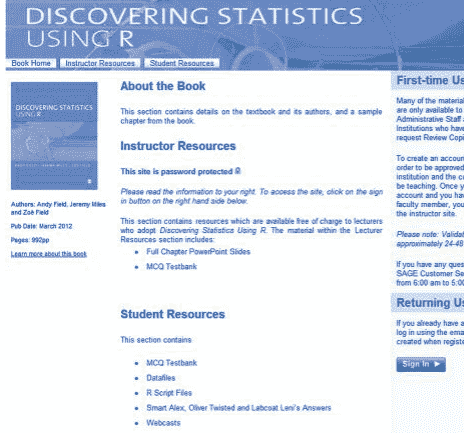 DISCOVERING STATISTICS
USING R
Book Home
Instructor Resources
Student Resources
DISCOVERING STATISTICS
USING R
Authors: Andy Field, Jeremy Miles
and Zoë Field
Pub Date: March 2012
Pages: 992pp
Learn more about this book
About the Book
This section contains details on the textbook and its authors, and a sample
chapter from the book.
Instructor Resources
This site is password protected
Please read the information to your right. To access the site, click on the sign
in button on the right hand side below.
This section contains resources which are available free of charge to lecturers
who adopt Discovering Statistics Using R. The material within the Lecturer
Resources section includes:
• Full Chapter PowerPoint Slides
• MCQ Testbank
Student Resources
This section contains
• MCQ Testbank
• Datafiles
• R Script Files
• Smart Alex, Oliver Twisted and Labcoat Leni's Answers
• Webcasts
First-time Us
Many of the material
are only available to
Administrative Staff
Institutions who have
request Review Copi
To create an accoun
order to be approved
institution and the c
be teaching. Once y
account and you hav
faculty member, you
the instructor site.
Please note: Validat
approximately 24-48
If you have any ques
SAGE Customer Se
from 6:00 am to 5:0
Returning Us
If you already have a
log in using the ema
created when registe
Sign In